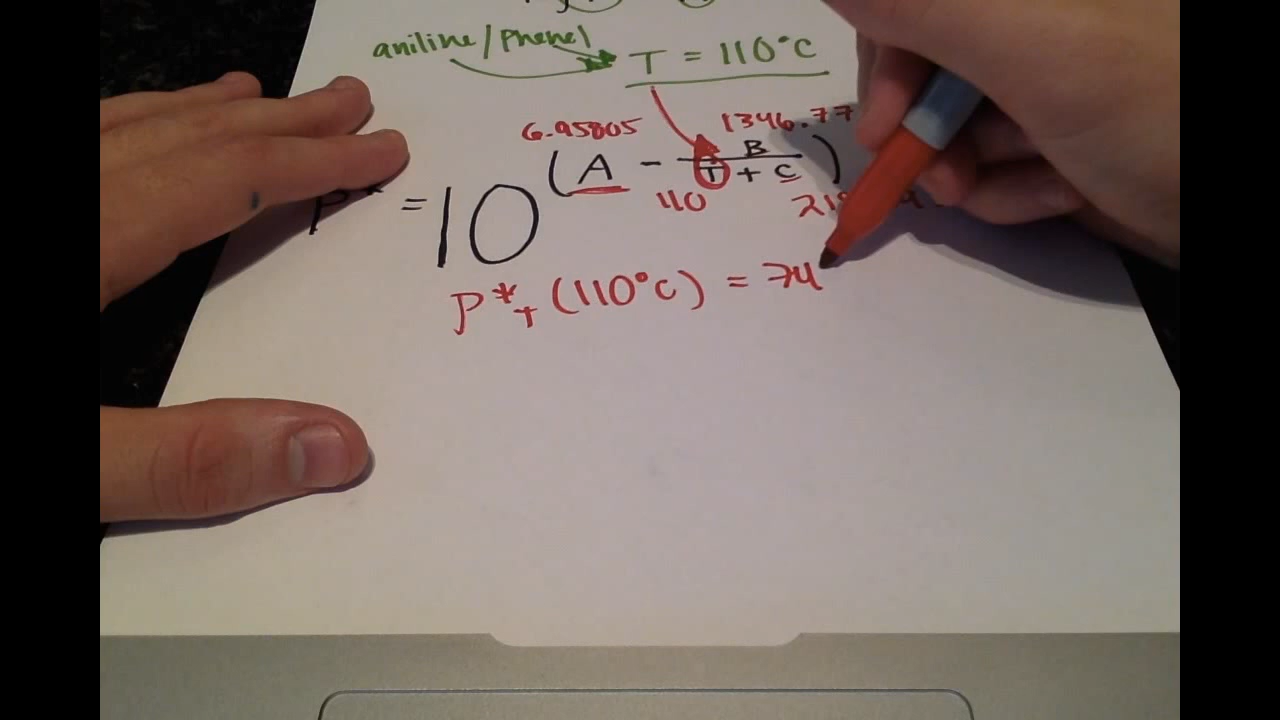 aniline/phenol
T = 110°C
6.95805 1346.77
P* = 10 (A - B / T + C)
110
P*T (110°C) = 74